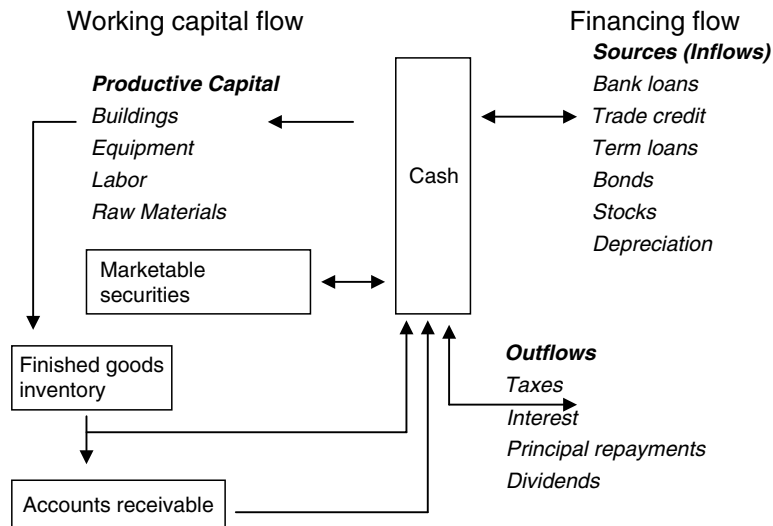 Working capital flow
Productive Capital
Buildings
Equipment
Labor
Raw Materials
Marketable
securities
Finished goods
inventory
Accounts receivable
Cash
Financing flow
Sources (Inflows)
Bank loans
Trade credit
Term loans
Bonds
Stocks
Depreciation
Outflows
Taxes
Interest
Principal repayments
Dividends